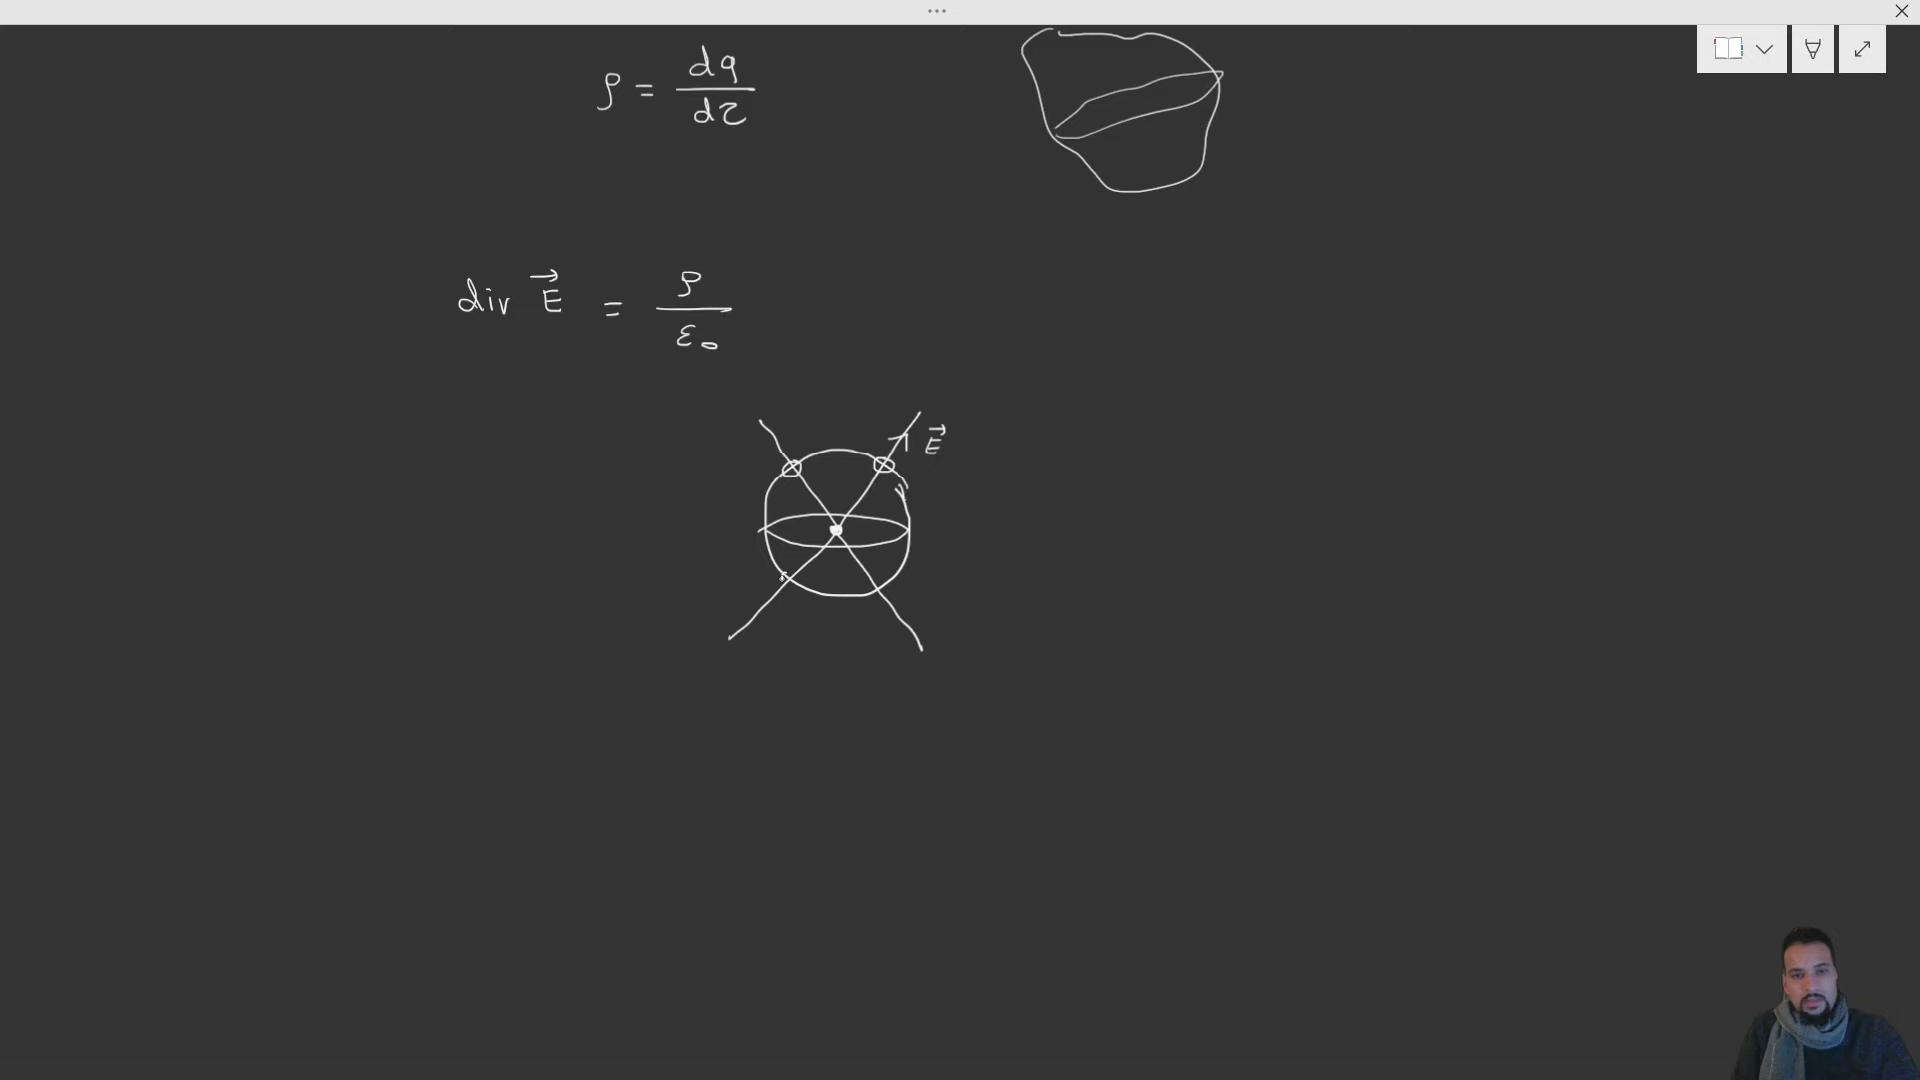 ρ = dq/dτ
div E⃗ = ρ/ε₀
E⃗